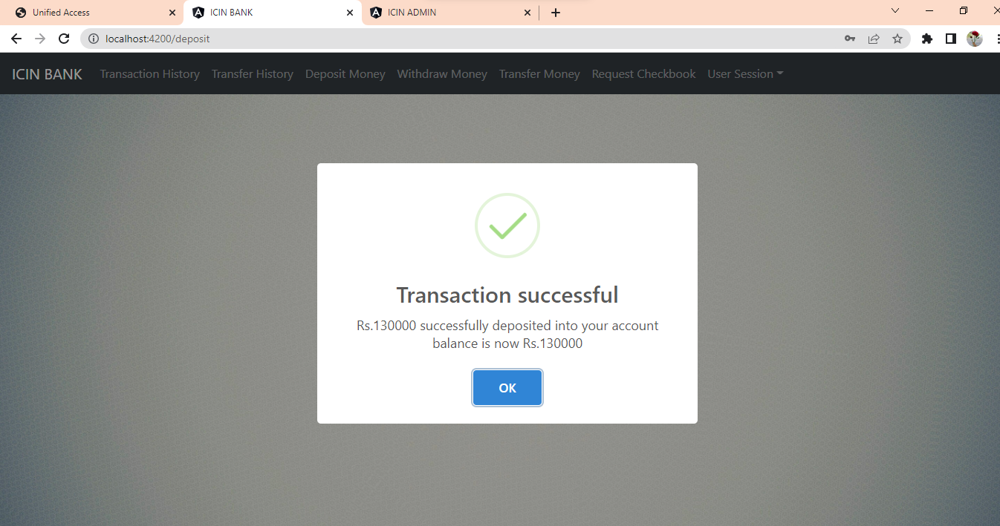 Unified Access
ICIN BANK
ICIN ADMIN
localhost:4200/deposit
ICIN BANK Transaction History Transfer History Deposit Money Withdraw Money Transfer Money Request Checkbook User Session
Transaction successful
Rs.130000 successfully deposited into your account
balance is now Rs.130000
OK